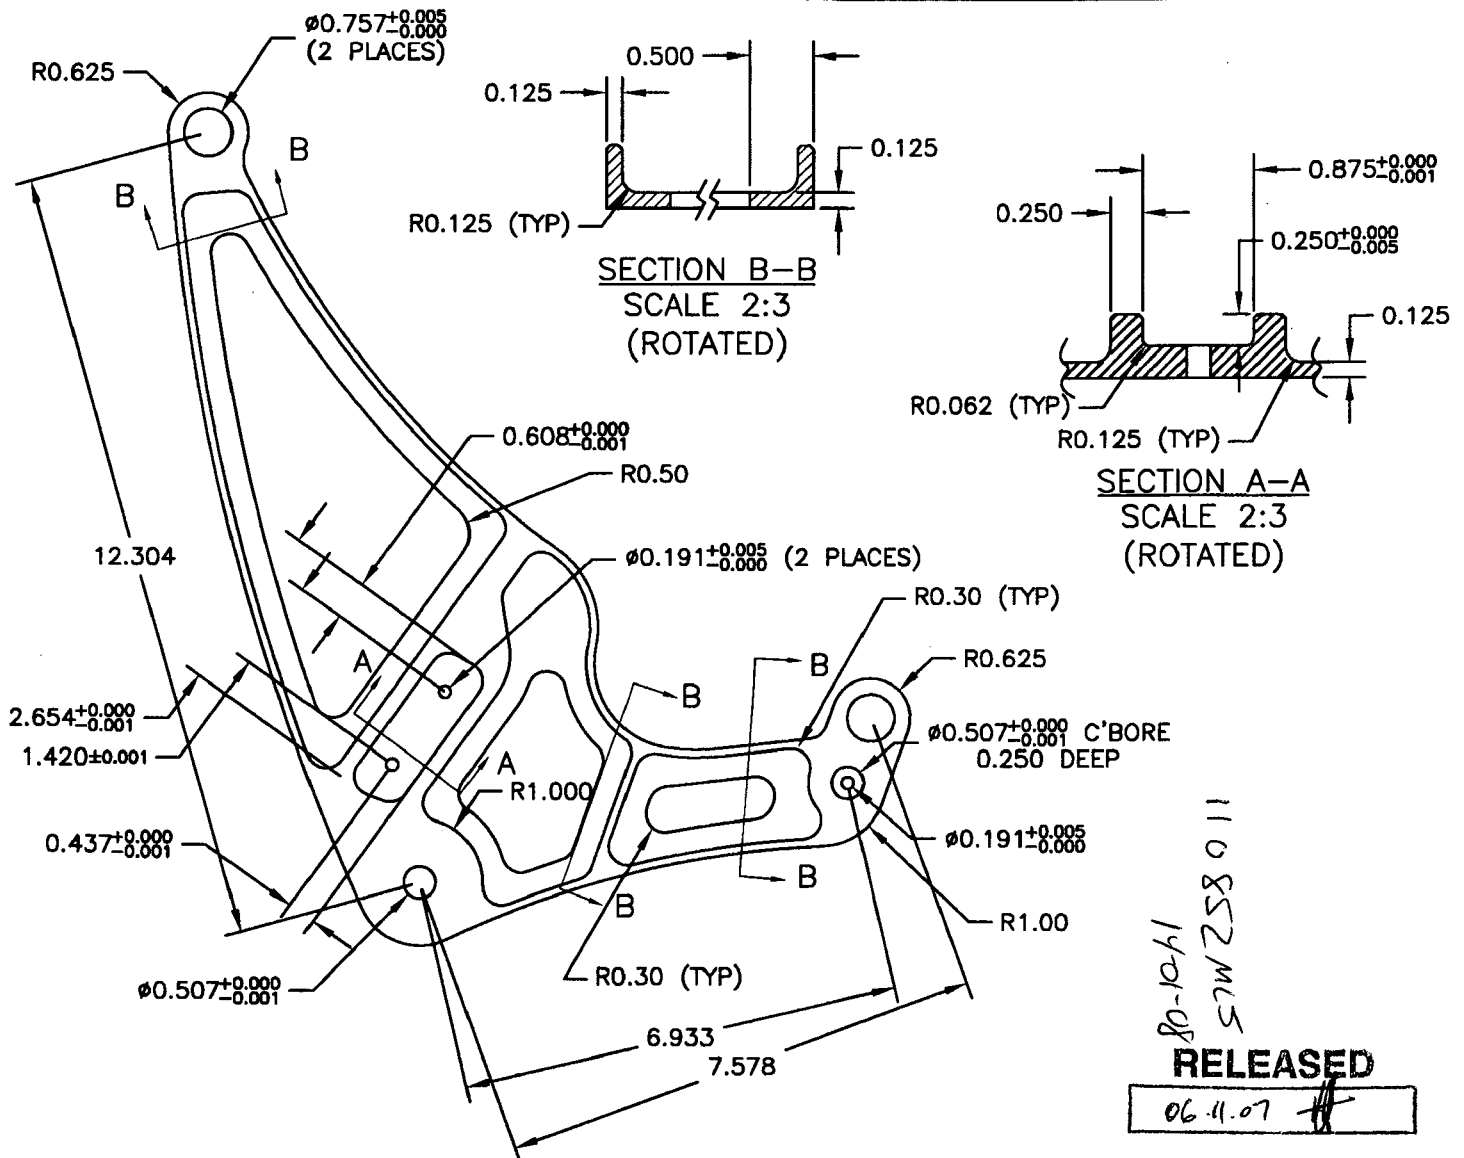 ø0.757+0.005 -0.000
(2 PLACES)
R0.625
0.500
0.125
0.125
B
B
R0.125 (TYP)
SECTION B-B
SCALE 2:3
(ROTATED)
0.875+0.000 -0.001
0.250
0.250+0.000 -0.005
0.125
R0.062 (TYP)
R0.125 (TYP)
SECTION A-A
SCALE 2:3
(ROTATED)
0.608+0.000 -0.001
R0.50
12.304
ø0.191+0.005 -0.000 (2 PLACES)
R0.30 (TYP)
R0.625
A
B
B
2.654+0.000 -0.001
1.420±0.001
ø0.507+0.000 -0.001 C'BORE
0.250 DEEP
A
R1.000
0.437+0.000 -0.001
ø0.191+0.005 -0.000
B
B
R1.00
R0.30 (TYP)
ø0.507+0.000 -0.001
6.933
7.578
RELEASED
06.11.07